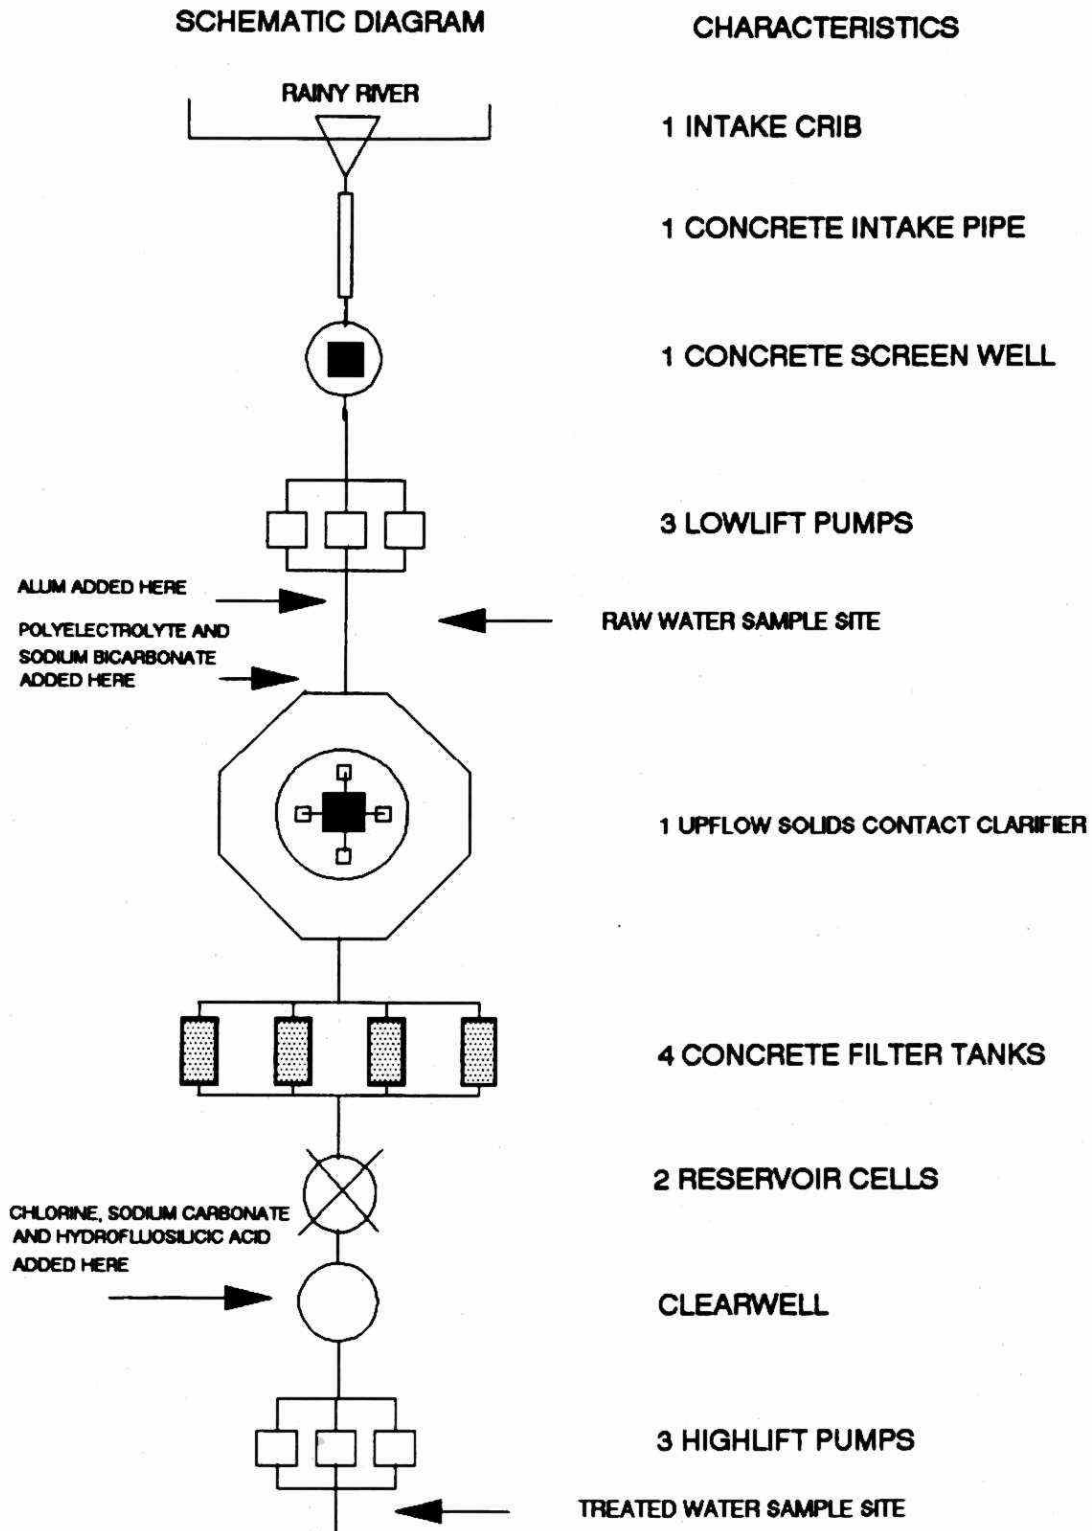 SCHEMATIC DIAGRAM
CHARACTERISTICS
RAINY RIVER
1 INTAKE CRIB
1 CONCRETE INTAKE PIPE
1 CONCRETE SCREEN WELL
3 LOWLIFT PUMPS
ALUM ADDED HERE
RAW WATER SAMPLE SITE
POLYELECTROLYTE AND
SODIUM BICARBONATE
ADDED HERE
1 UPFLOW SOLIDS CONTACT CLARIFIER
4 CONCRETE FILTER TANKS
2 RESERVOIR CELLS
CHLORINE, SODIUM CARBONATE
AND HYDROFLUOSILICIC ACID
ADDED HERE
CLEARWELL
3 HIGHLIFT PUMPS
TREATED WATER SAMPLE SITE